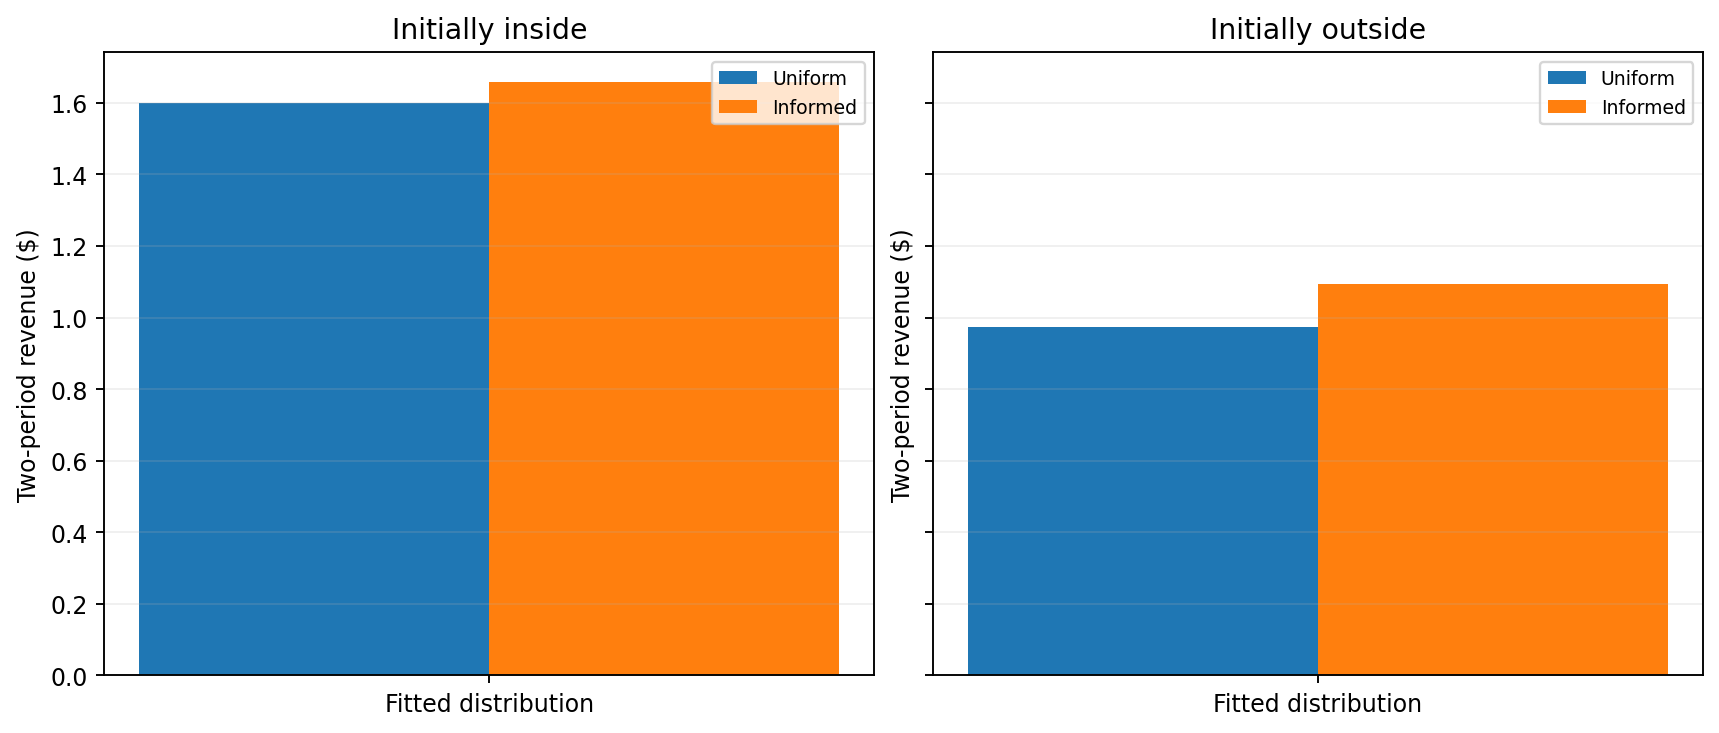 Initially inside
Two-period revenue ($)
1.6
1.4
1.2
1.0
0.8
0.6
0.4
0.2
0.0
Uniform
Informed
Fitted distribution
Initially outside
Two-period revenue ($)
Uniform
Informed
Fitted distribution